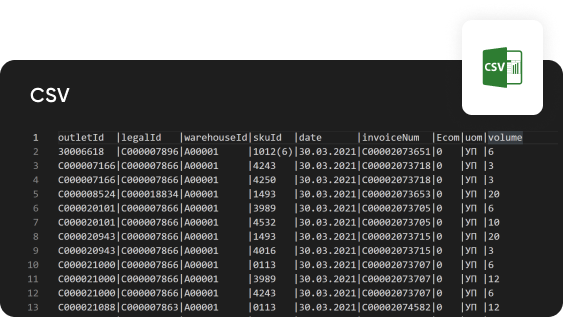 CSV
CSV
1 outletId |legalId |warehouseId|skuId |date |invoiceNum |Ecom|uom|volume
2 30006618 |C000007896|A00001 |1012(6)|30.03.2021|C00002073651|0 |УП |6
3 C000007166|C000007866|A00001 |4243 |30.03.2021|C00002073718|0 |УП |3
4 C000007166|C000007866|A00001 |4250 |30.03.2021|C00002073718|0 |УП |3
5 C000008524|C000018834|A00001 |1493 |30.03.2021|C00002073653|0 |УП |20
6 C000020101|C000007866|A00001 |3989 |30.03.2021|C00002073705|0 |УП |6
7 C000020101|C000007866|A00001 |4532 |30.03.2021|C00002073705|0 |УП |10
8 C000020943|C000007866|A00001 |1493 |30.03.2021|C00002073715|0 |УП |20
9 C000020943|C000007866|A00001 |4016 |30.03.2021|C00002073715|0 |УП |3
10 C000021000|C000007866|A00001 |0113 |30.03.2021|C00002073707|0 |УП |6
11 C000021000|C000007866|A00001 |3989 |30.03.2021|C00002073707|0 |УП |12
12 C000021000|C000007866|A00001 |4243 |30.03.2021|C00002073707|0 |УП |6
13 C000021088|C000007863|A00001 |0113 |30.03.2021|C00002074582|0 |УП |12